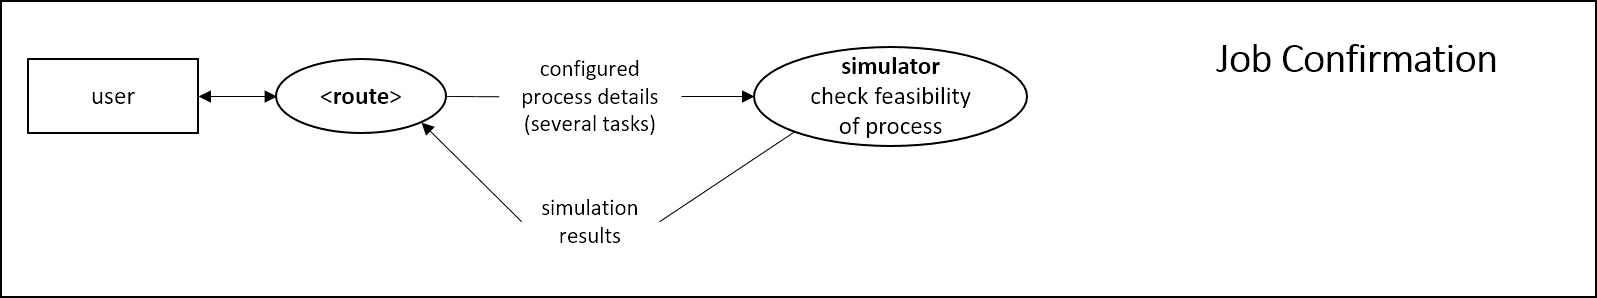 Job Confirmation
user
<route>
configured
process details
(several tasks)
simulator
check feasibility
of process
simulation
results